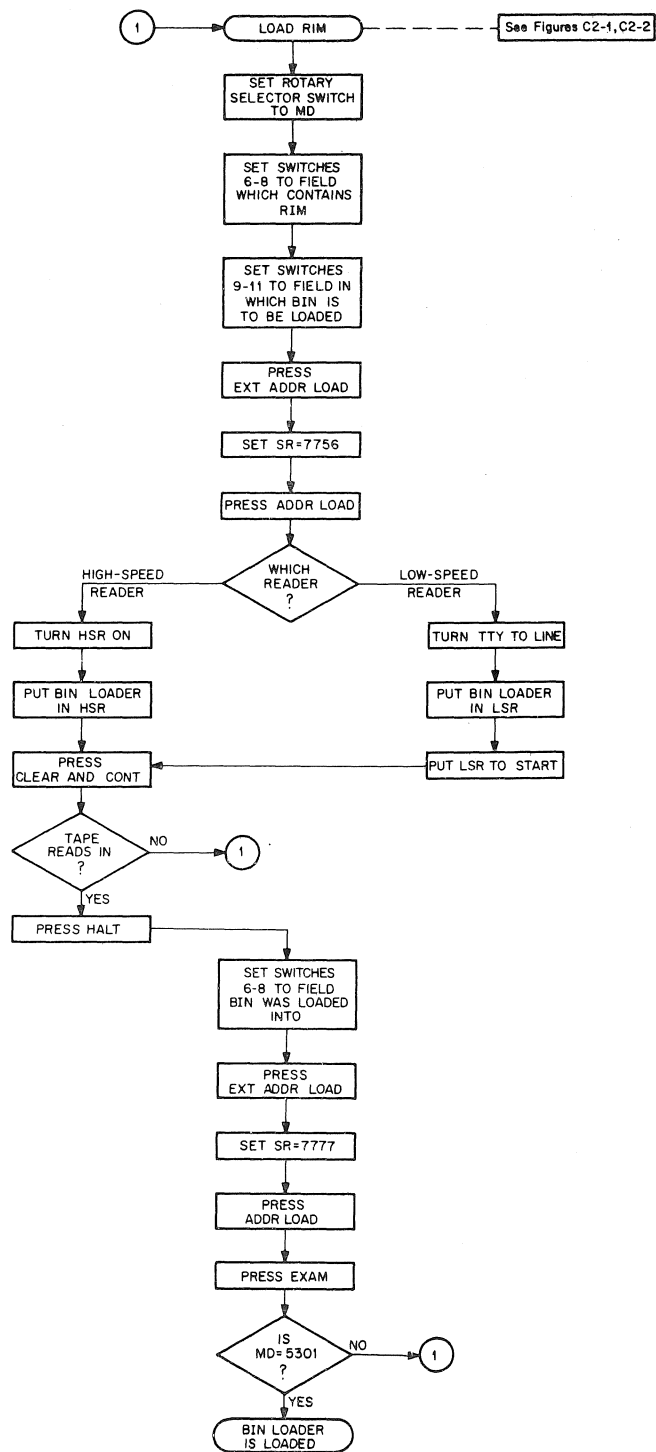 1
LOAD RIM
See Figures C2-1, C2-2
SET ROTARY
SELECTOR SWITCH
TO MD
SET SWITCHES
6-8 TO FIELD
WHICH CONTAINS
RIM
SET SWITCHES
9-11 TO FIELD IN
WHICH BIN IS
TO BE LOADED
PRESS
EXT ADDR LOAD
SET SR=7756
PRESS ADDR LOAD
WHICH
READER
?
HIGH-SPEED
READER
LOW-SPEED
READER
TURN HSR ON
PUT BIN LOADER
IN HSR
TURN TTY TO LINE
PUT BIN LOADER
IN LSR
PUT LSR TO START
PRESS
CLEAR AND CONT
TAPE
READS IN
?
NO
1
YES
PRESS HALT
SET SWITCHES
6-8 TO FIELD
BIN WAS LOADED
INTO
PRESS
EXT ADDR LOAD
SET SR=7777
PRESS
ADDR LOAD
PRESS EXAM
IS
MD=5301
?
NO
1
YES
BIN LOADER
IS LOADED